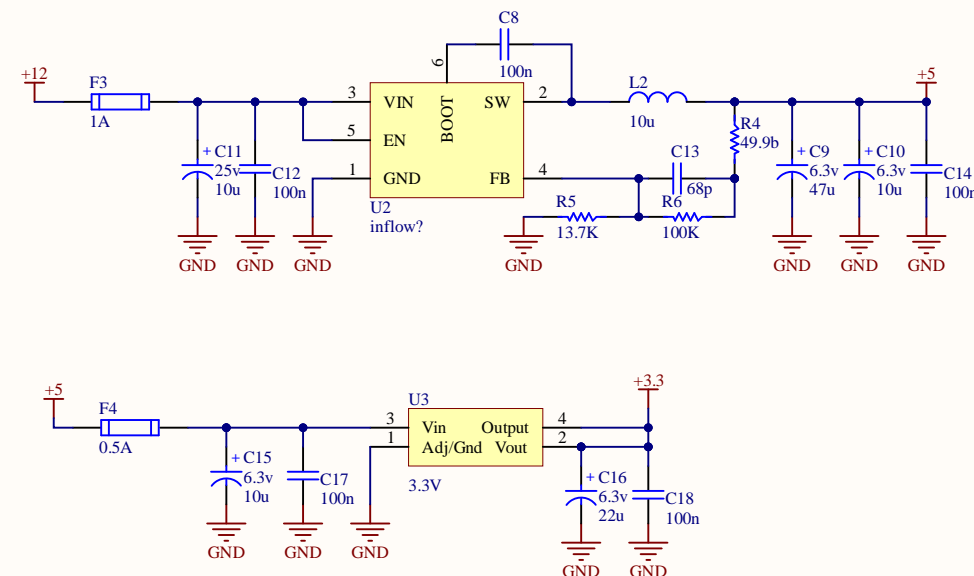 C8
100n
6
+12
F3
1A
3
VIN
BOOT
SW
2
L2
10u
+5
5
EN
R4
49.9b
+
C11
25v
10u
C12
100n
1
GND
FB
4
C13
68p
+
C9
6.3v
47u
+
C10
6.3v
10u
C14
100n
U2
inflow?
R5
13.7K
R6
100K
GND
GND
GND
GND
GND
GND
GND
+5
F4
0.5A
U3
3
Vin
Output
4
1
Adj/Gnd
Vout
2
3.3V
+3.3
+
C15
6.3v
10u
C17
100n
+
C16
6.3v
22u
C18
100n
GND
GND
GND
GND
GND